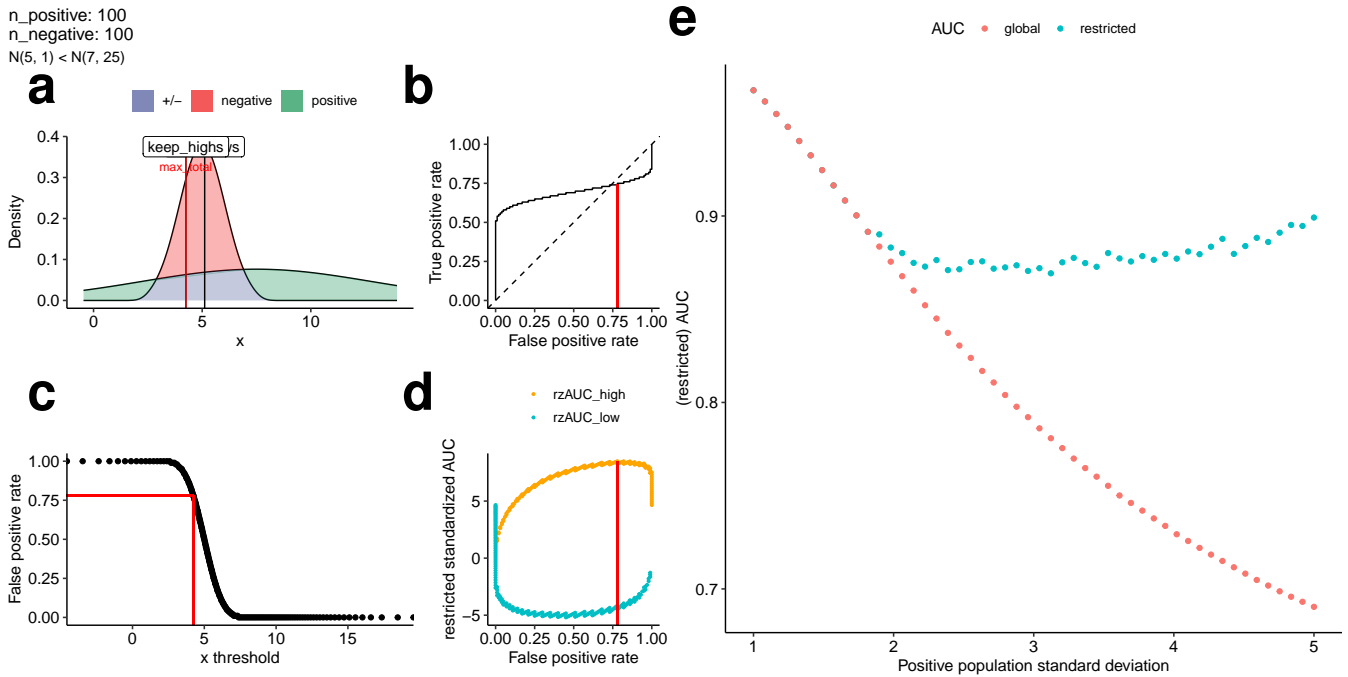 n_positive: 100
n_negative: 100
N(5, 1) < N(7, 25)
a
+/− negative positive
0.4
0.3
0.2
0.1
0.0
Density
keep_highs
max_total
0 5 10
x
b
1.00
0.75
0.50
0.25
0.00
True positive rate
0.00 0.25 0.50 0.75 1.00
False positive rate
c
1.00
0.75
0.50
0.25
0.00
False positive rate
0 5 10 15
x threshold
d
rzAUC_high
rzAUC_low
5
0
−5
restricted standardized AUC
0.00 0.25 0.50 0.75 1.00
False positive rate
e
AUC global restricted
0.9
0.8
0.7
(restricted) AUC
1 2 3 4 5
Positive population standard deviation